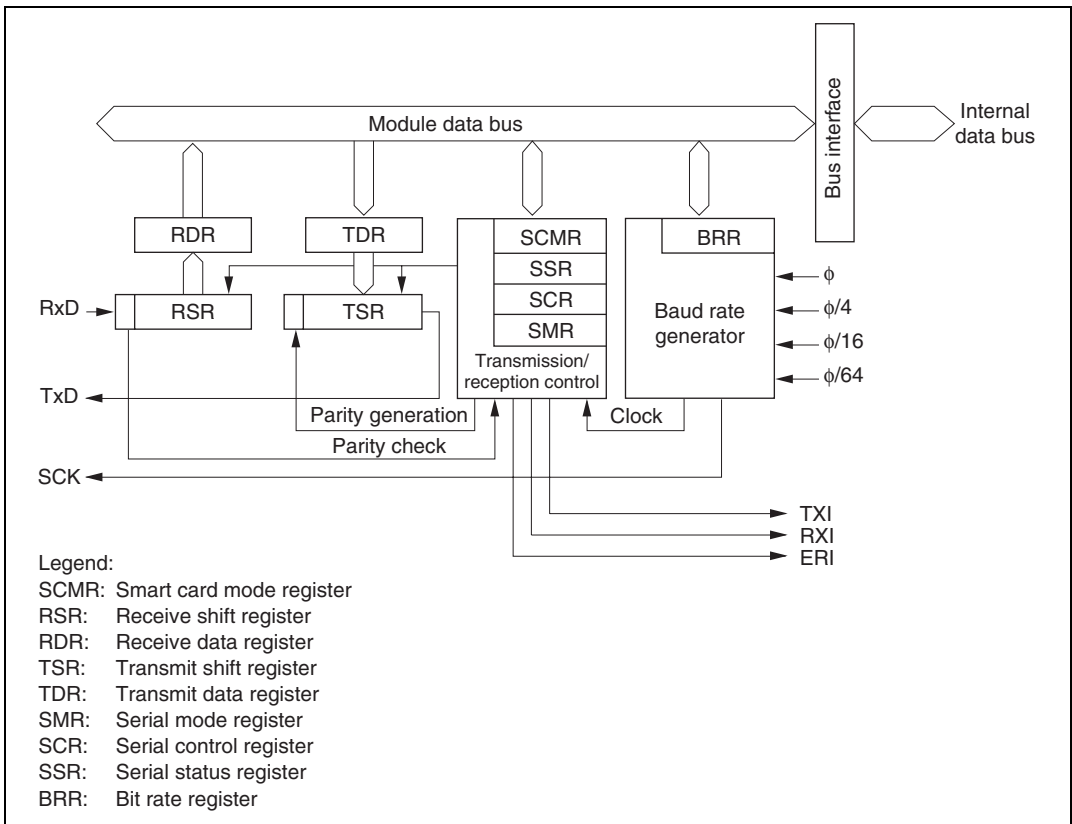 Module data bus
Bus interface
Internal
data bus
RDR
TDR
SCMR
BRR
SSR
SCR
SMR
RxD
RSR
TSR
Baud rate
generator
ϕ
ϕ/4
ϕ/16
ϕ/64
Transmission/
reception control
TxD
Parity generation
Clock
Parity check
SCK
TXI
RXI
ERI
Legend:
SCMR: Smart card mode register
RSR: Receive shift register
RDR: Receive data register
TSR: Transmit shift register
TDR: Transmit data register
SMR: Serial mode register
SCR: Serial control register
SSR: Serial status register
BRR: Bit rate register